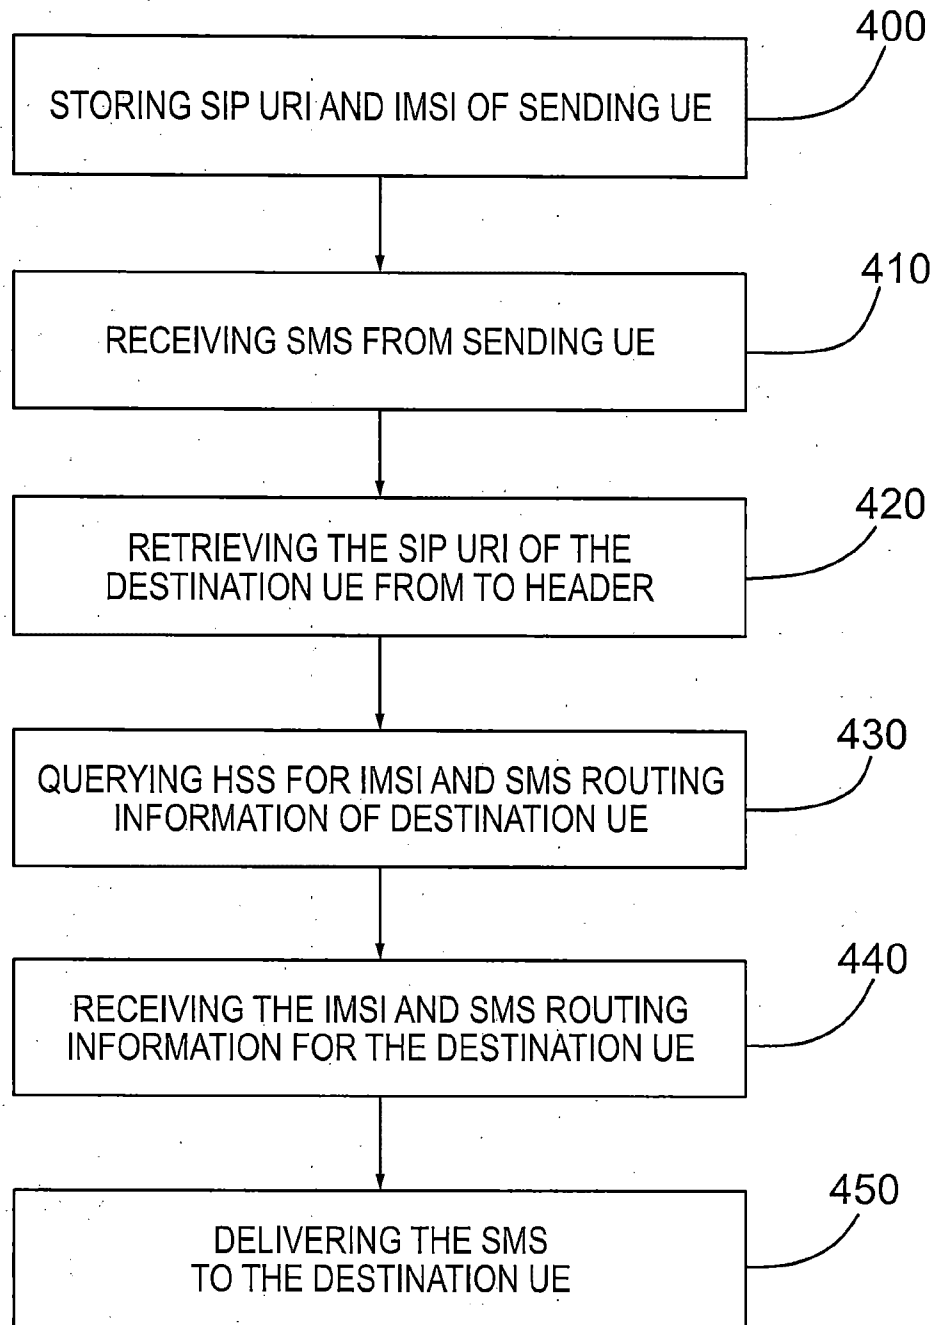 400
STORING SIP URI AND IMSI OF SENDING UE
410
RECEIVING SMS FROM SENDING UE
420
RETRIEVING THE SIP URI OF THE
DESTINATION UE FROM TO HEADER
430
QUERYING HSS FOR IMSI AND SMS ROUTING
INFORMATION OF DESTINATION UE
440
RECEIVING THE IMSI AND SMS ROUTING
INFORMATION FOR THE DESTINATION UE
450
DELIVERING THE SMS
TO THE DESTINATION UE